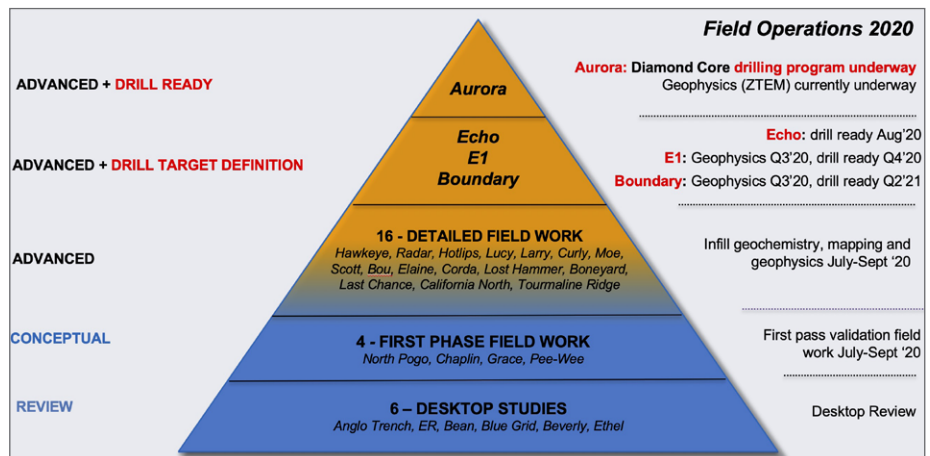 Field Operations 2020
ADVANCED + DRILL READY
Aurora
Aurora: Diamond Core drilling program underway
Geophysics (ZTEM) currently underway
ADVANCED + DRILL TARGET DEFINITION
Echo
E1
Boundary
Echo: drill ready Aug'20
E1: Geophysics Q3'20, drill ready Q4'20
Boundary: Geophysics Q3'20, drill ready Q2'21
ADVANCED
16 - DETAILED FIELD WORK
Hawkeye, Radar, Hotlips, Lucy, Larry, Curly, Moe,
Scott, Bou, Elaine, Corda, Lost Hammer, Boneyard,
Last Chance, California North, Tourmaline Ridge
Infill geochemistry, mapping and
geophysics July-Sept ‘20
CONCEPTUAL
4 - FIRST PHASE FIELD WORK
North Pogo, Chaplin, Grace, Pee-Wee
First pass validation field
work July-Sept ‘20
REVIEW
6 – DESKTOP STUDIES
Anglo Trench, ER, Bean, Blue Grid, Beverly, Ethel
Desktop Review